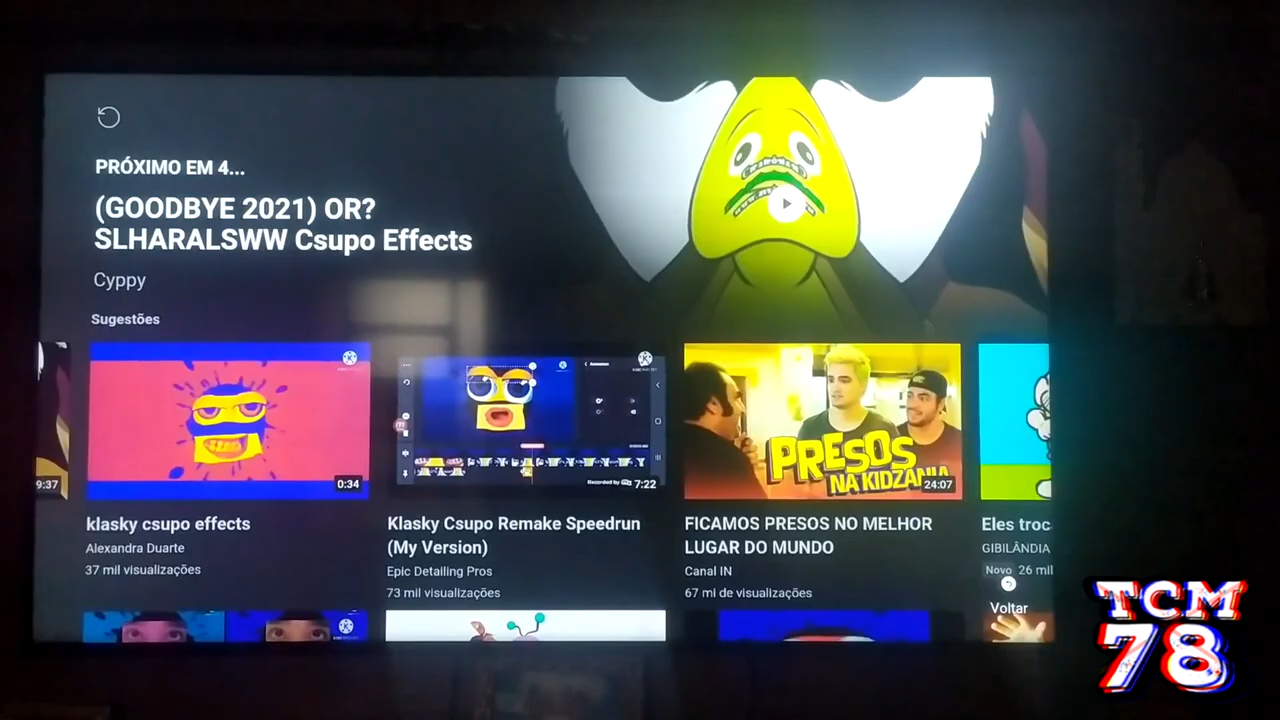 PRÓXIMO EM 4...
(GOODBYE 2021) OR?
SLHARALSWW Csupo Effects
Cyppy
Sugestões
9:37
0:34
Recorded by
7:22
PRESOS
NA KIDZANIA
24:07
klasky csupo effects
Alexandra Duarte
37 mil visualizações
Klasky Csupo Remake Speedrun
(My Version)
Epic Detailing Pros
73 mil visualizações
FICAMOS PRESOS NO MELHOR
LUGAR DO MUNDO
Canal IN
67 mi de visualizações
Eles troc
GIBILÂNDIA
Novo 26 mil
Voltar
TCM
78